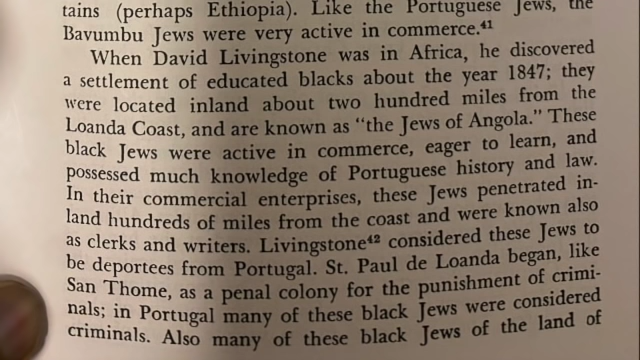 tains (perhaps Ethiopia). Like the Portuguese Jews, the
Bavumbu Jews were very active in commerce.⁴¹
When David Livingstone was in Africa, he discovered
a settlement of educated blacks about the year 1847; they
were located inland about two hundred miles from the
Loanda Coast, and are known as "the Jews of Angola." These
black Jews were active in commerce, eager to learn, and
possessed much knowledge of Portuguese history and law.
In their commercial enterprises, these Jews penetrated in-
land hundreds of miles from the coast and were known also
as clerks and writers. Livingstone⁴² considered these Jews to
be deportees from Portugal. St. Paul de Loanda began, like
San Thome, as a penal colony for the punishment of crimi-
nals; in Portugal many of these black Jews were considered
criminals. Also many of these black Jews of the land of